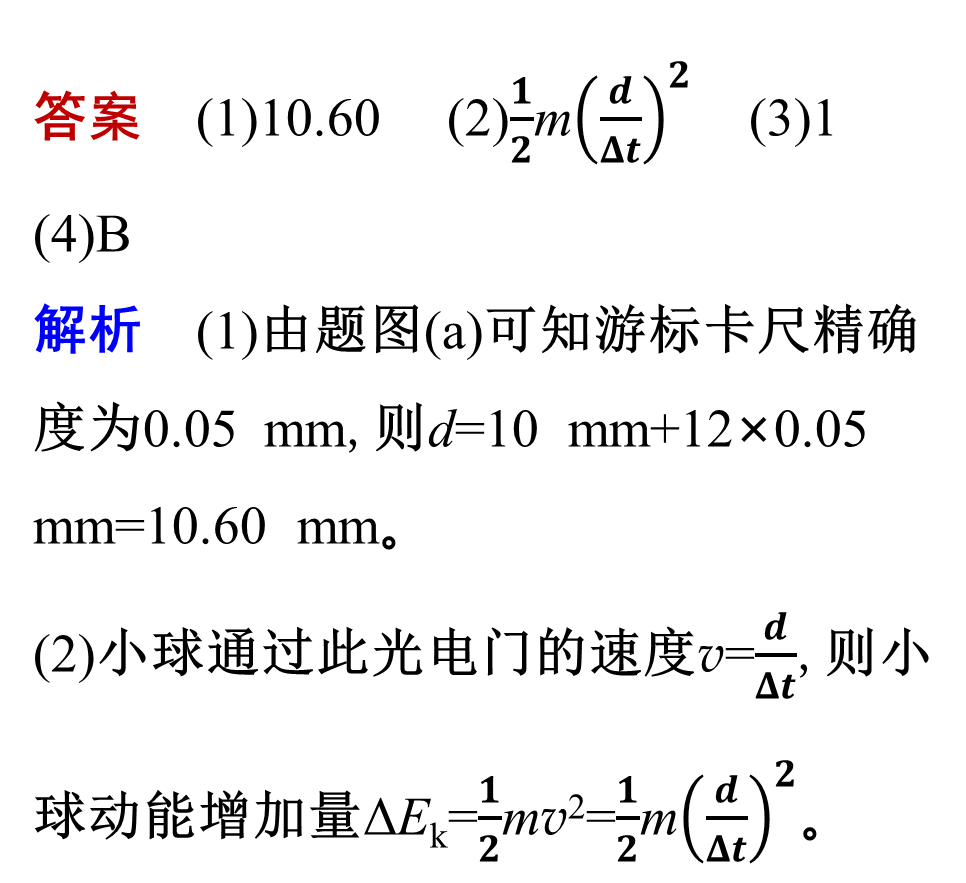 答案 (1)10.60 (2)$\frac{1}{2}m\left(\frac{d}{\Delta t}\right)^2$ (3)1
(4)B
解析 (1)由题图(a)可知游标卡尺精确
度为0.05 mm,则d=10 mm+12×0.05
mm=10.60 mm。
(2)小球通过此光电门的速度v=$\frac{d}{\Delta t}$,则小
球动能增加量Δ$E_k$=$\frac{1}{2}mv^2$=$\frac{1}{2}m\left(\frac{d}{\Delta t}\right)^2$。